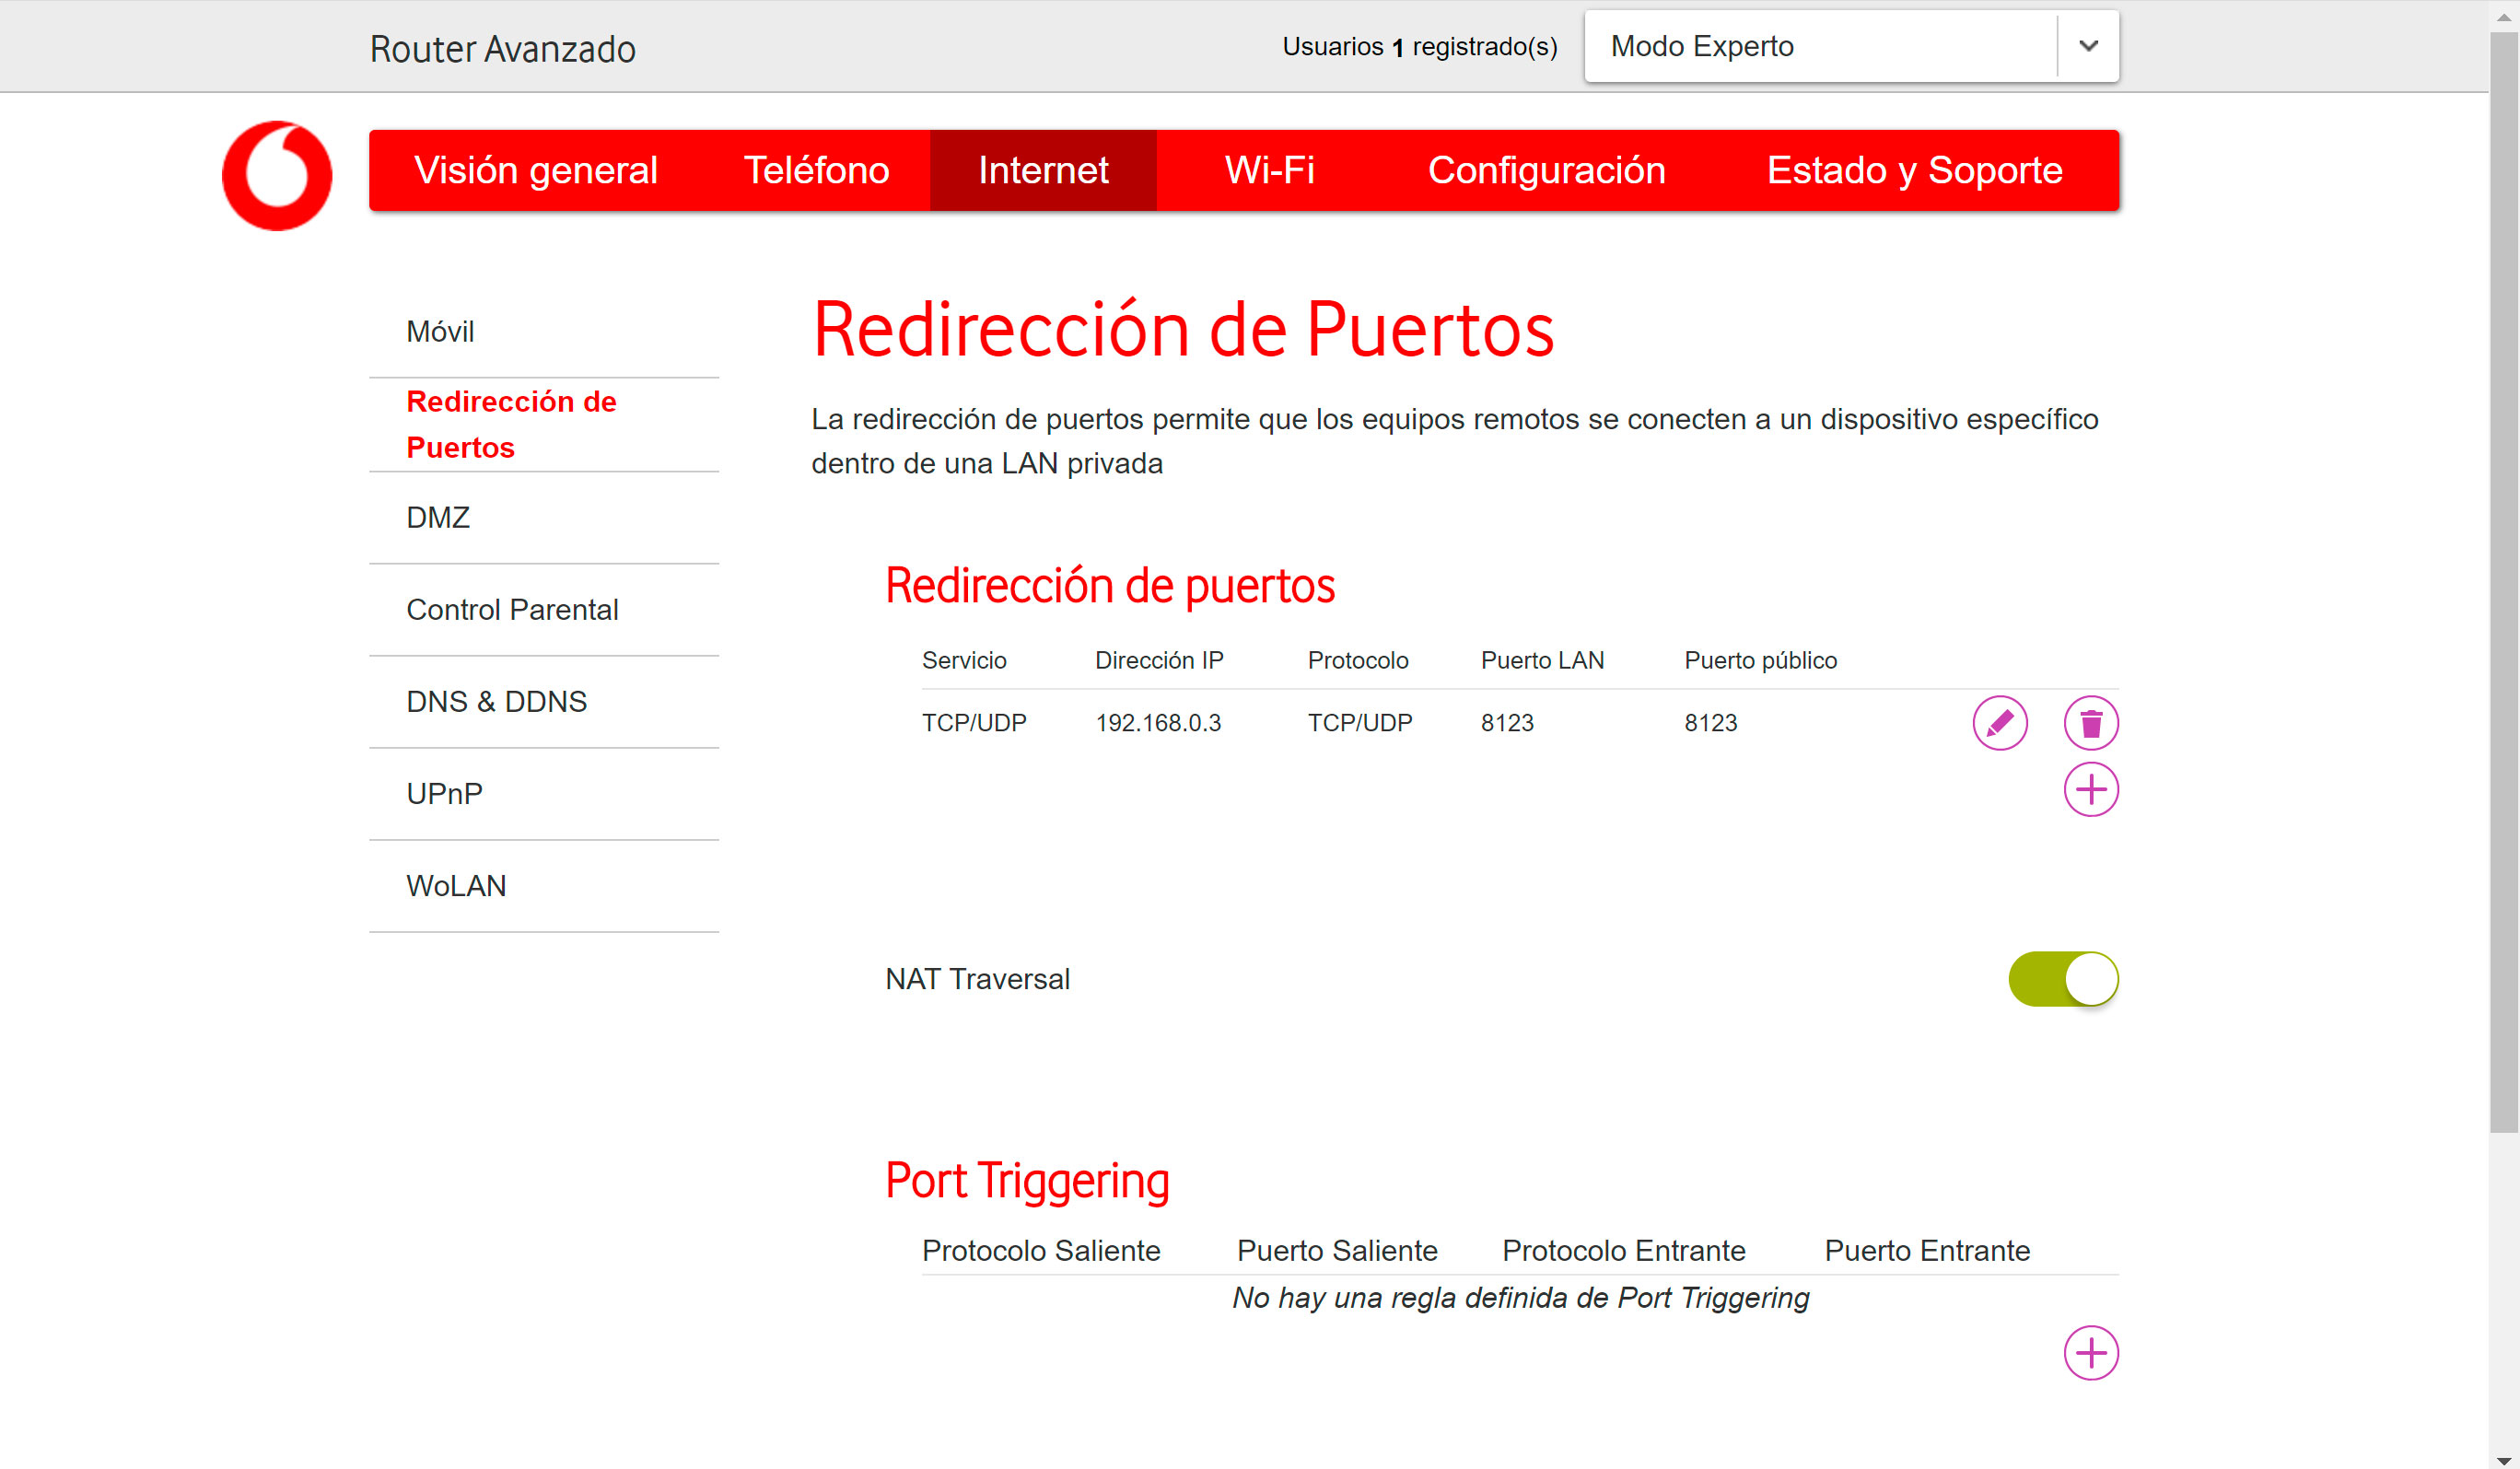 Router Avanzado
Usuarios 1 registrado(s)
Modo Experto
Visión general
Teléfono
Internet
Wi-Fi
Configuración
Estado y Soporte
Móvil
Redirección de
Puertos
DMZ
Control Parental
DNS & DDNS
UPnP
WoLAN
Redirección de Puertos
La redirección de puertos permite que los equipos remotos se conecten a un dispositivo específico
dentro de una LAN privada
Redirección de puertos
Servicio Dirección IP Protocolo Puerto LAN Puerto público
TCP/UDP 192.168.0.3 TCP/UDP 8123 8123
NAT Traversal
Port Triggering
Protocolo Saliente Puerto Saliente Protocolo Entrante Puerto Entrante
No hay una regla definida de Port Triggering